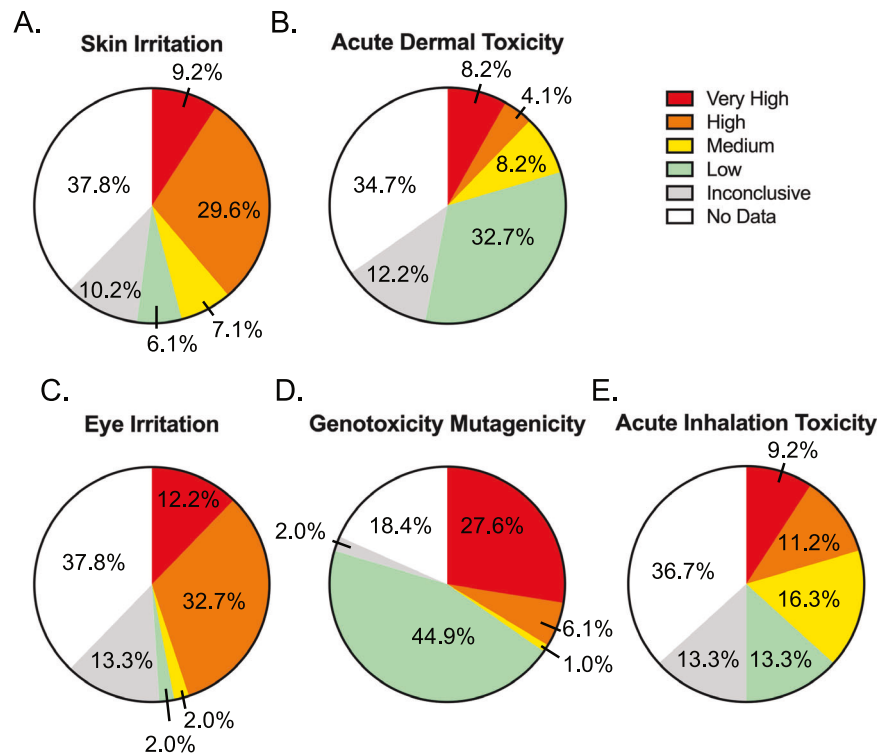 A.
Skin Irritation
9.2%
29.6%
7.1%
6.1%
10.2%
37.8%
B.
Acute Dermal Toxicity
8.2%
4.1%
8.2%
32.7%
12.2%
34.7%
Very High
High
Medium
Low
Inconclusive
No Data
C.
Eye Irritation
12.2%
32.7%
2.0%
2.0%
13.3%
37.8%
D.
Genotoxicity Mutagenicity
27.6%
6.1%
1.0%
44.9%
2.0%
18.4%
E.
Acute Inhalation Toxicity
9.2%
11.2%
16.3%
13.3%
13.3%
36.7%